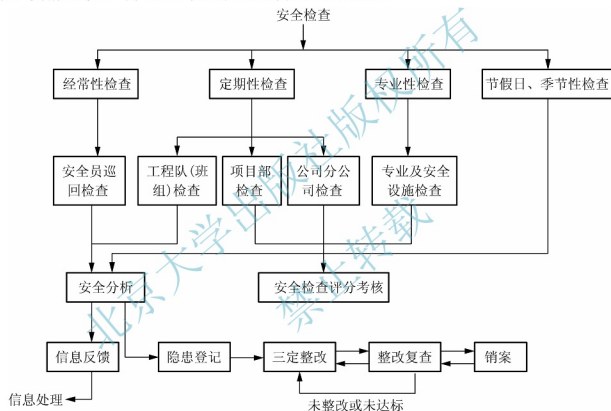 安全检查
经常性检查
定期性检查
专业性检查
节假日、季节性检查
安全员巡
回检查
工程队(班
组)检查
项目部
检查
公司分公
司检查
专业及安全
设施检查
安全分析
安全检查评分考核
信息反馈
隐患登记
三定整改
整改复查
销案
信息处理
未整改或未达标
北京大学出版社版权所有
禁止转载